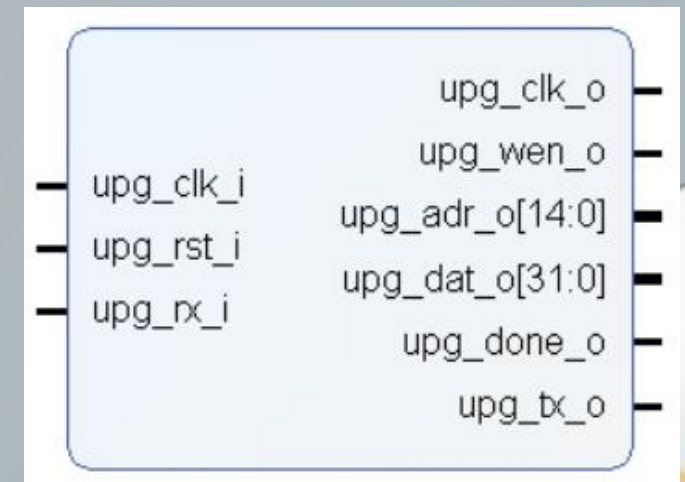 upg_clk_i
upg_rst_i
upg_rx_i
upg_clk_o
upg_wen_o
upg_adr_o[14:0]
upg_dat_o[31:0]
upg_done_o
upg_tx_o